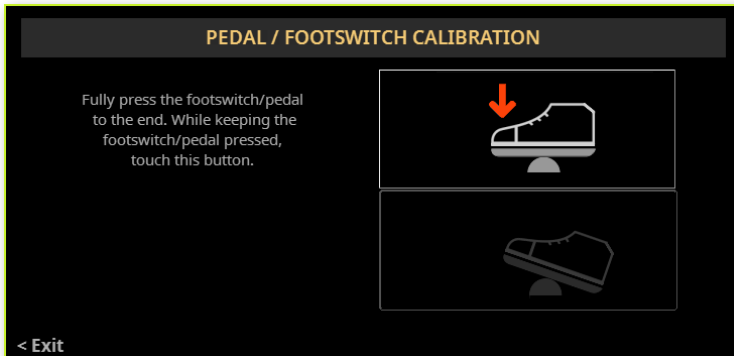 PEDAL / FOOTSWITCH CALIBRATION
Fully press the footswitch/pedal
to the end. While keeping the
footswitch/pedal pressed,
touch this button.
< Exit